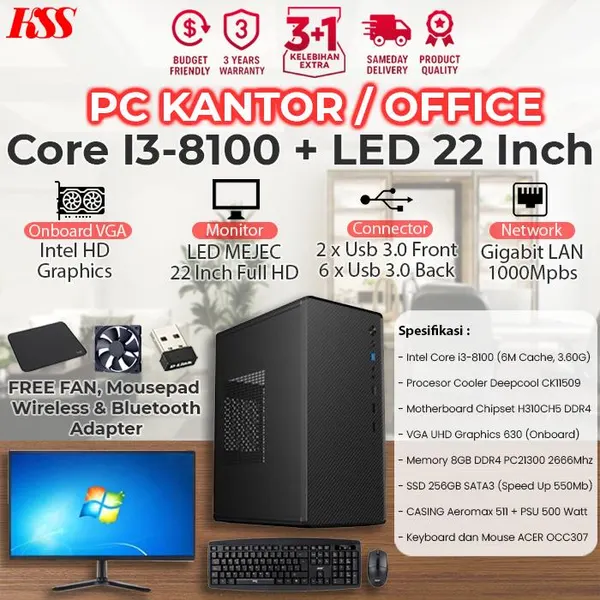 KSS
BUDGET
FRIENDLY
3
3 YEARS
WARRANTY
3+1
KELEBIHAN
EXTRA
SAMEDAY
DELIVERY
PRODUCT
QUALITY
PC KANTOR / OFFICE
Core I3-8100 + LED 22 Inch
Onboard VGA
Intel HD
Graphics
Monitor
LED MEJEC
22 Inch Full HD
Connector
2 x Usb 3.0 Front
6 x Usb 3.0 Back
Network
Gigabit LAN
1000Mpbs
FREE FAN, Mousepad
Wireless & Bluetooth
Adapter
Spesifikasi :
- Intel Core i3-8100 (6M Cache, 3.60G)
- Procesor Cooler Deepcool CK11509
- Motherboard Chipset H310CH5 DDR4
- VGA UHD Graphics 630 (Onboard)
- Memory 8GB DDR4 PC21300 2666Mhz
- SSD 256GB SATA3 (Speed Up 550Mb)
- CASING Aeromax 511 + PSU 500 Watt
- Keyboard dan Mouse ACER OCC307